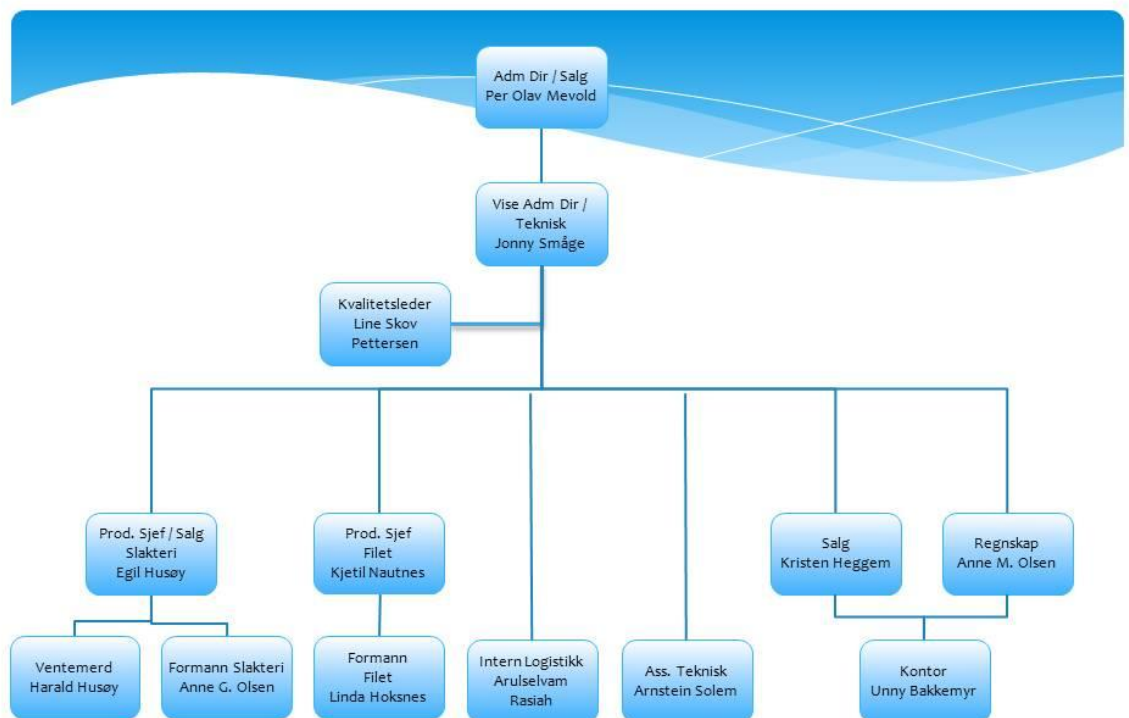 Adm Dir / Salg
Per Olav Mevold
Vise Adm Dir /
Teknisk
Jonny Småge
Kvalitetsleder
Line Skov
Pettersen
Prod. Sjef / Salg
Slakteri
Egil Husøy
Prod. Sjef
Filet
Kjetil Nautnes
Salg
Kristen Heggem
Regnskap
Anne M. Olsen
Ventemerd
Harald Husøy
Formann Slakteri
Anne G. Olsen
Formann
Filet
Linda Hoksnes
Intern Logistikk
Arulselvam
Rasiah
Ass. Teknisk
Arnstein Solem
Kontor
Unny Bakkemyr